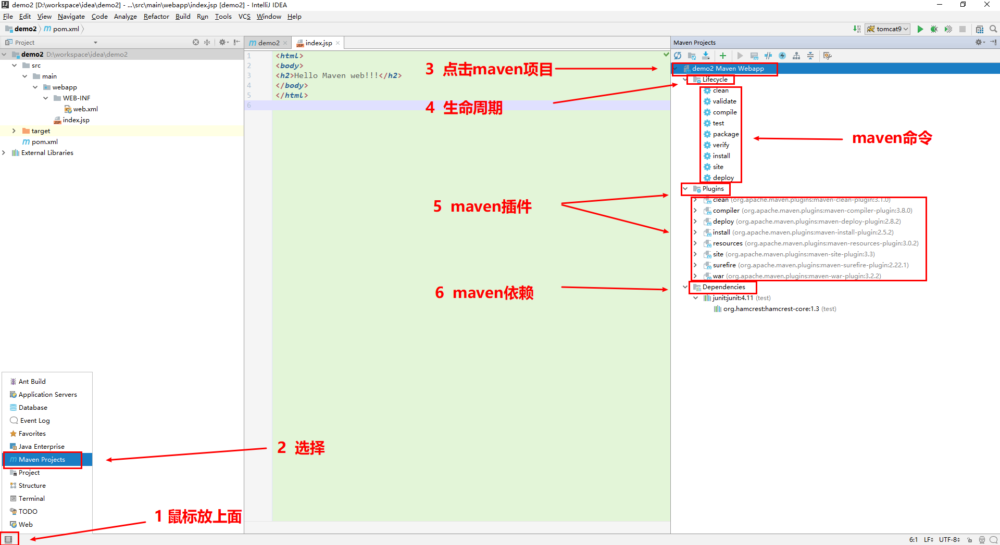 demo2 [D:\workspace\idea\demo2] - ...\src\main\webapp\index.jsp [demo2] - IntelliJ IDEA
File Edit View Navigate Code Analyze Refactor Build Run Tools VCS Window Help
demo2 pom.xml
tomcat9
Project
demo2 D:\workspace\idea\demo2
src
main
webapp
WEB-INF
web.xml
index.jsp
target
pom.xml
External Libraries
demo2 index.jsp
1 <html>
2 <body>
3 <h2>Hello Maven web!!!</h2>
4 </body>
5 </html>
6
3 点击maven项目
4 生命周期
5 maven插件
6 maven依赖
2 选择
1 鼠标放上面
maven命令
Maven Projects
demo2 Maven Webapp
Lifecycle
clean
validate
compile
test
package
verify
install
site
deploy
Plugins
clean (org.apache.maven.plugins:maven-clean-plugin:3.1.0)
compiler (org.apache.maven.plugins:maven-compiler-plugin:3.8.0)
deploy (org.apache.maven.plugins:maven-deploy-plugin:2.8.2)
install (org.apache.maven.plugins:maven-install-plugin:2.5.2)
resources (org.apache.maven.plugins:maven-resources-plugin:3.0.2)
site (org.apache.maven.plugins:maven-site-plugin:3.3)
surefire (org.apache.maven.plugins:maven-surefire-plugin:2.22.1)
war (org.apache.maven.plugins:maven-war-plugin:3.2.2)
Dependencies
junit:junit:4.11 (test)
org.hamcrest:hamcrest-core:1.3 (test)
Ant Build
Application Servers
Database
Event Log
Favorites
Java Enterprise
Maven Projects
Project
Structure
Terminal
TODO
Web
6:1 LF UTF-8